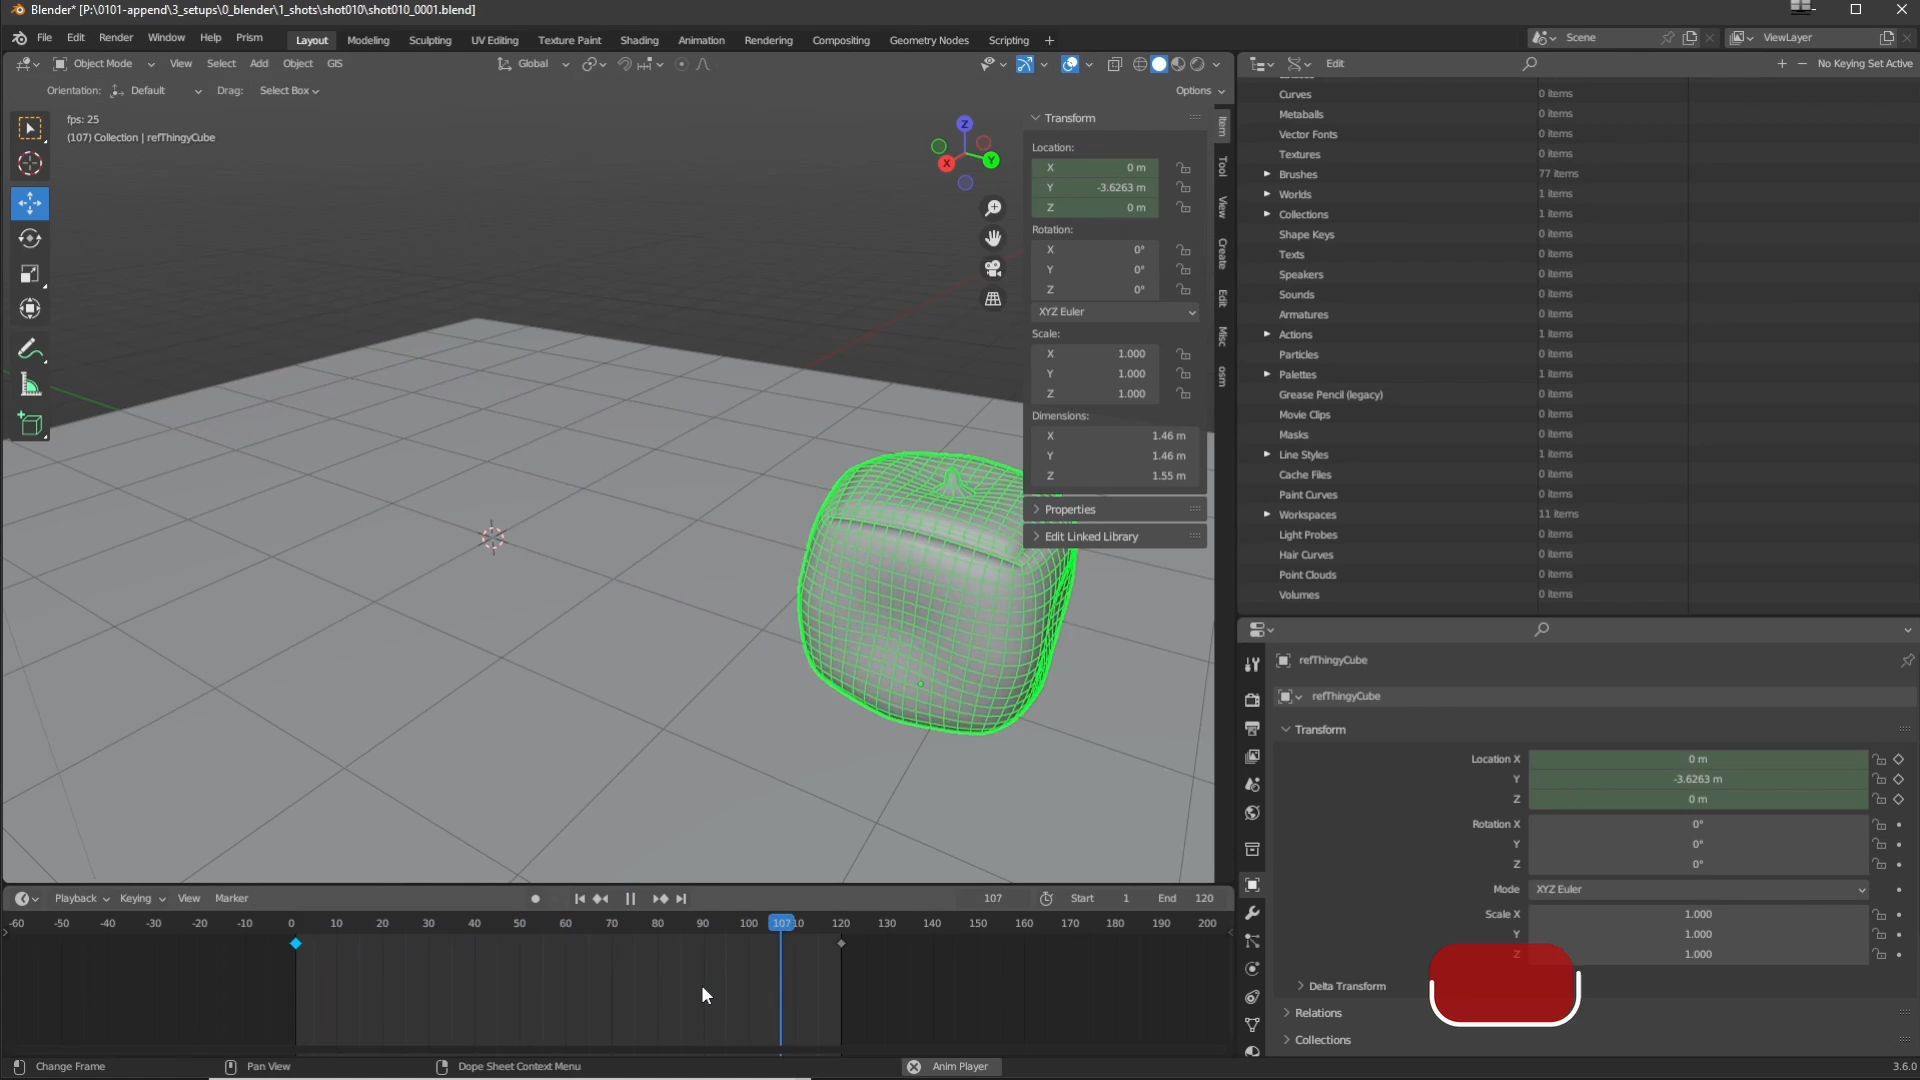 Blender* [P:\0101-append\3_setups\0_blender\1_shots\shot010\shot010_0001.blend]
File Edit Render Window Help Prism Layout Modeling Sculpting UV Editing Texture Paint Shading Animation Rendering Compositing Geometry Nodes Scripting + Scene ViewLayer
Object Mode View Select Add Object GIS Global Edit No Keying Set Active
Orientation: Default Drag: Select Box Options
fps: 25
(107) Collection | refThingyCube
Z
X
Y
Transform
Location:
X 0 m
Y -3.6263 m
Z 0 m
Rotation:
X 0°
Y 0°
Z 0°
XYZ Euler
Scale:
X 1.000
Y 1.000
Z 1.000
Dimensions:
X 1.46 m
Y 1.46 m
Z 1.55 m
Properties
Edit Linked Library
Item
Tool
View
Create
Edit
Misc
osm
Curves 0 items
Metaballs 0 items
Vector Fonts 0 items
Textures 0 items
Brushes 77 items
Worlds 1 items
Collections 1 items
Shape Keys 0 items
Texts 0 items
Speakers 0 items
Sounds 0 items
Armatures 0 items
Actions 1 items
Particles 0 items
Palettes 1 items
Grease Pencil (legacy) 0 items
Movie Clips 0 items
Masks 0 items
Line Styles 1 items
Cache Files 0 items
Paint Curves 0 items
Workspaces 11 items
Light Probes 0 items
Hair Curves 0 items
Point Clouds 0 items
Volumes 0 items
refThingyCube
refThingyCube
Transform
Location X 0 m
Y -3.6263 m
Z 0 m
Rotation X 0°
Y 0°
Z 0°
Mode XYZ Euler
Scale X 1.000
Y 1.000
Z 1.000
Delta Transform
Relations
Collections
Playback Keying View Marker 107 Start 1 End 120
-60 -50 -40 -30 -20 -10 0 10 20 30 40 50 60 70 80 90 100 107 120 130 140 150 160 170 180 190 200
Change Frame Pan View Dope Sheet Context Menu Anim Player 3.6.0